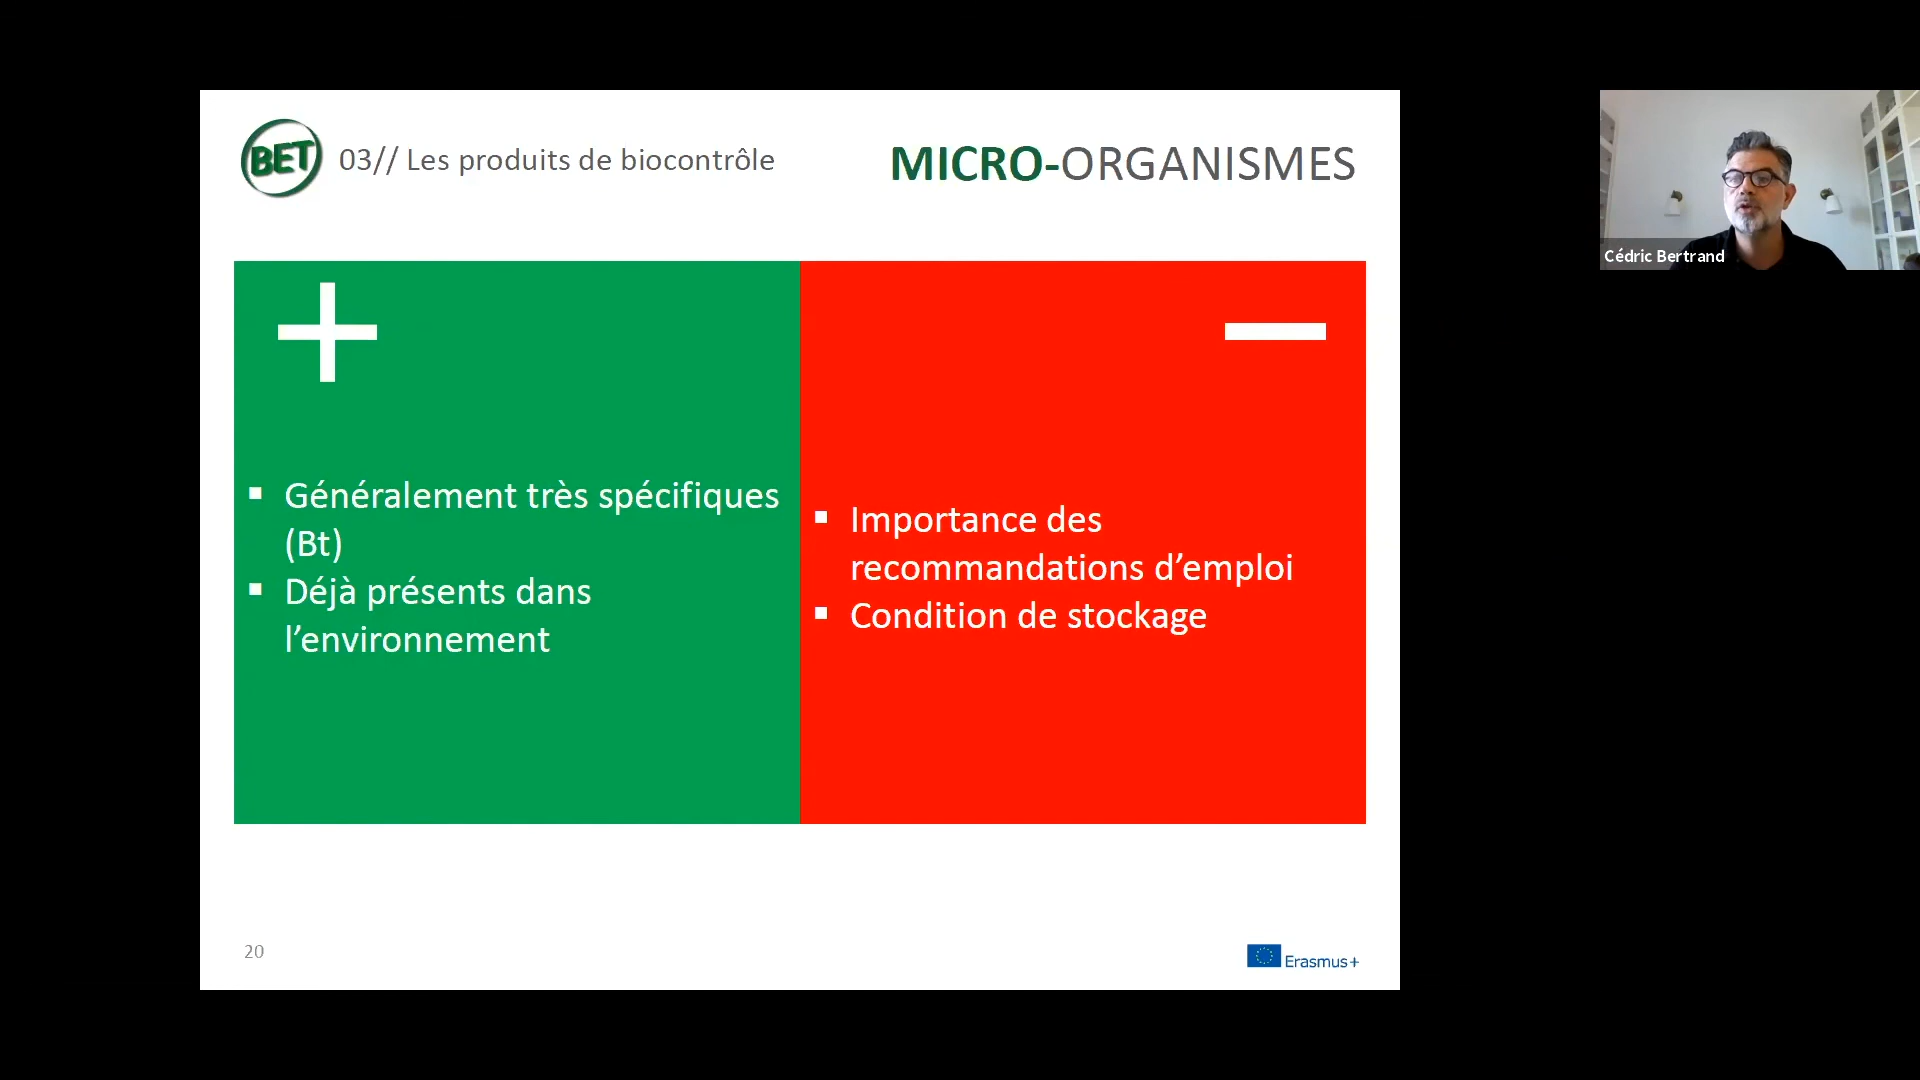 BET
03// Les produits de biocontrôle
MICRO-ORGANISMES
Cédric Bertrand
▪ Généralement très spécifiques
(Bt)
▪ Déjà présents dans
l’environnement
▪ Importance des
recommandations d’emploi
▪ Condition de stockage
20
Erasmus+